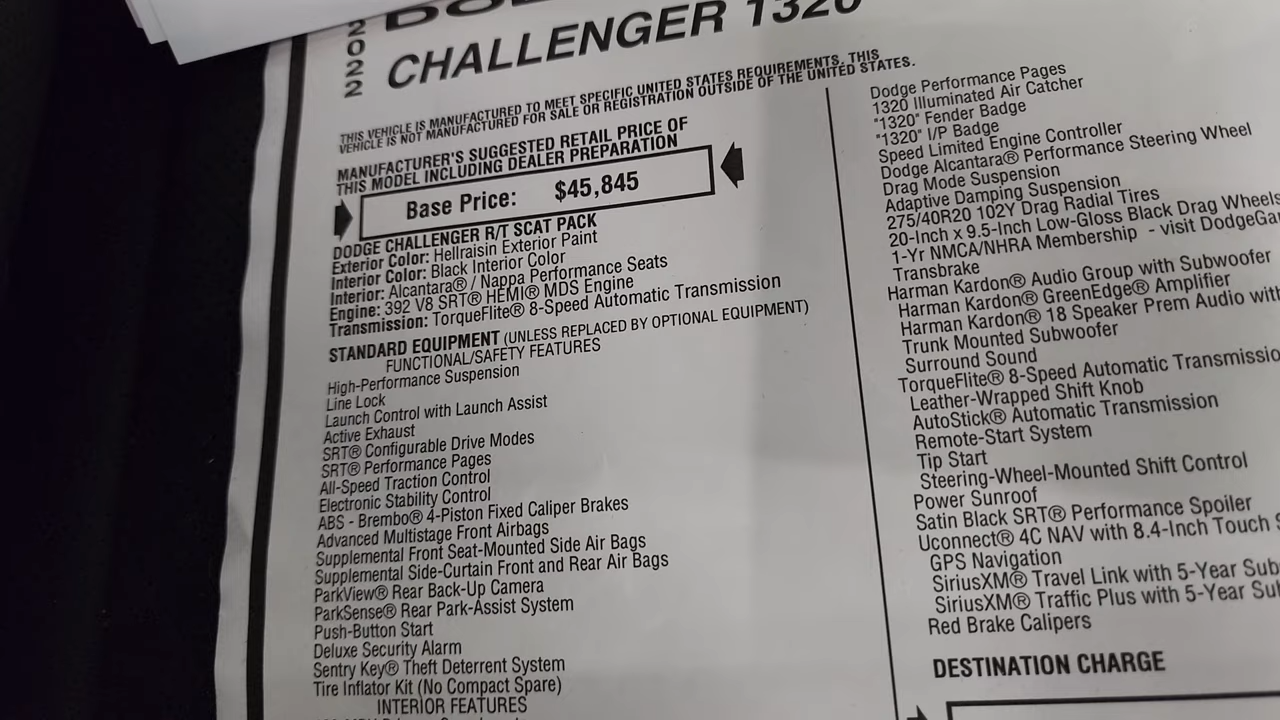 2022
CHALLENGER 1320
THIS VEHICLE IS MANUFACTURED TO MEET SPECIFIC UNITED STATES REQUIREMENTS. THIS
VEHICLE IS NOT MANUFACTURED FOR SALE OR REGISTRATION OUTSIDE OF THE UNITED STATES.
MANUFACTURER'S SUGGESTED RETAIL PRICE OF
THIS MODEL INCLUDING DEALER PREPARATION
Base Price: $45,845
DODGE CHALLENGER R/T SCAT PACK
Exterior Color: Hellraisin Exterior Paint
Interior Color: Black Interior Color
Interior: Alcantara® / Nappa Performance Seats
Engine: 392 V8 SRT® HEMI® MDS Engine
Transmission: TorqueFlite® 8-Speed Automatic Transmission
STANDARD EQUIPMENT (UNLESS REPLACED BY OPTIONAL EQUIPMENT)
FUNCTIONAL/SAFETY FEATURES
High-Performance Suspension
Line Lock
Launch Control with Launch Assist
Active Exhaust
SRT® Configurable Drive Modes
SRT® Performance Pages
All-Speed Traction Control
Electronic Stability Control
ABS - Brembo® 4-Piston Fixed Caliper Brakes
Advanced Multistage Front Airbags
Supplemental Front Seat-Mounted Side Air Bags
Supplemental Side-Curtain Front and Rear Air Bags
ParkView® Rear Back-Up Camera
ParkSense® Rear Park-Assist System
Push-Button Start
Deluxe Security Alarm
Sentry Key® Theft Deterrent System
Tire Inflator Kit (No Compact Spare)
INTERIOR FEATURES
Dodge Performance Pages
1320 Illuminated Air Catcher
"1320" Fender Badge
"1320" I/P Badge
Speed Limited Engine Controller
Dodge Alcantara® Performance Steering Wheel
Drag Mode Suspension
Adaptive Damping Suspension
275/40R20 102Y Drag Radial Tires
20-Inch x 9.5-Inch Low-Gloss Black Drag Wheels
1-Yr NMCA/NHRA Membership - visit DodgeGa
Transbrake
Harman Kardon® Audio Group with Subwoofer
Harman Kardon® GreenEdge® Amplifier
Harman Kardon® 18 Speaker Prem Audio wit
Trunk Mounted Subwoofer
Surround Sound
TorqueFlite® 8-Speed Automatic Transmissio
Leather-Wrapped Shift Knob
AutoStick® Automatic Transmission
Remote-Start System
Tip Start
Steering-Wheel-Mounted Shift Control
Power Sunroof
Satin Black SRT® Performance Spoiler
Uconnect® 4C NAV with 8.4-Inch Touch
GPS Navigation
SiriusXM® Travel Link with 5-Year Sub
SiriusXM® Traffic Plus with 5-Year Su
Red Brake Calipers
DESTINATION CHARGE